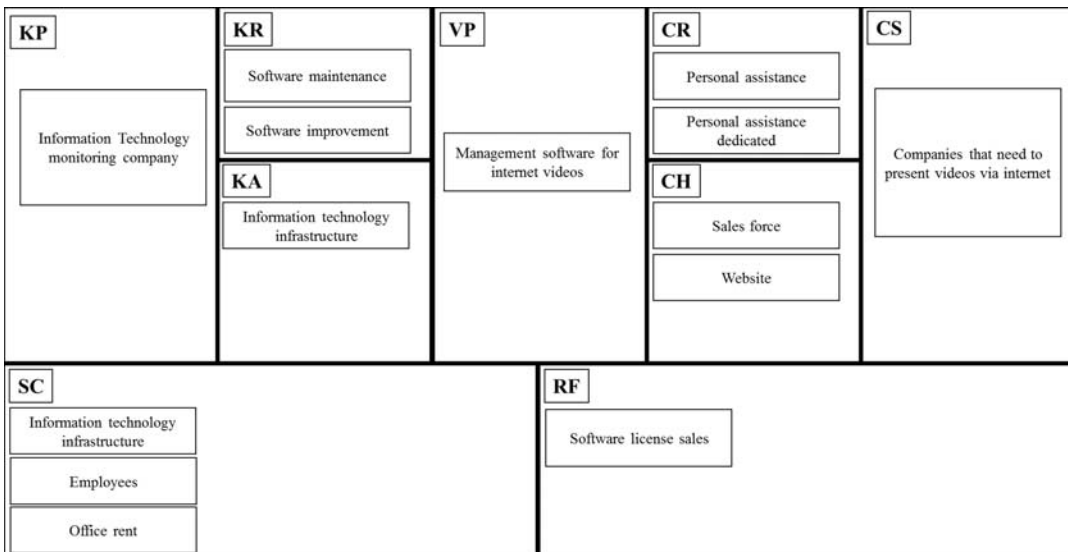 KP
Information Technology
monitoring company
KR
Software maintenance
Software improvement
KA
Information technology
infrastructure
VP
Management software for
internet videos
CR
Personal assistance
Personal assistance
dedicated
CH
Sales force
Website
CS
Companies that need to
present videos via internet
SC
Information technology
infrastructure
Employees
Office rent
RF
Software license sales